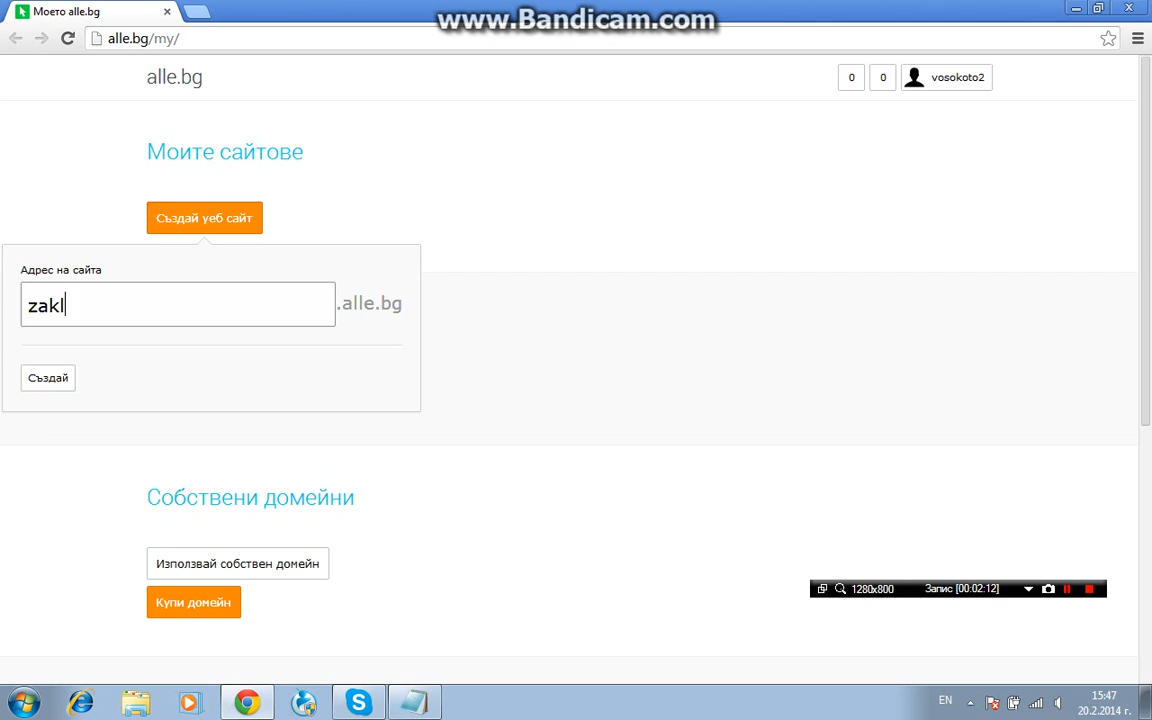 www.Bandicam.com
Моето alle.bg
alle.bg/my/
alle.bg
0
0
vosokoto2
Моите сайтове
Създай уеб сайт
Адрес на сайта
zakl
.alle.bg
Създай
Собствени домейни
Използвай собствен домейн
Купи домейн
1280x800
Запис [00:02:12]
EN
15:47
20.2.2014 г.